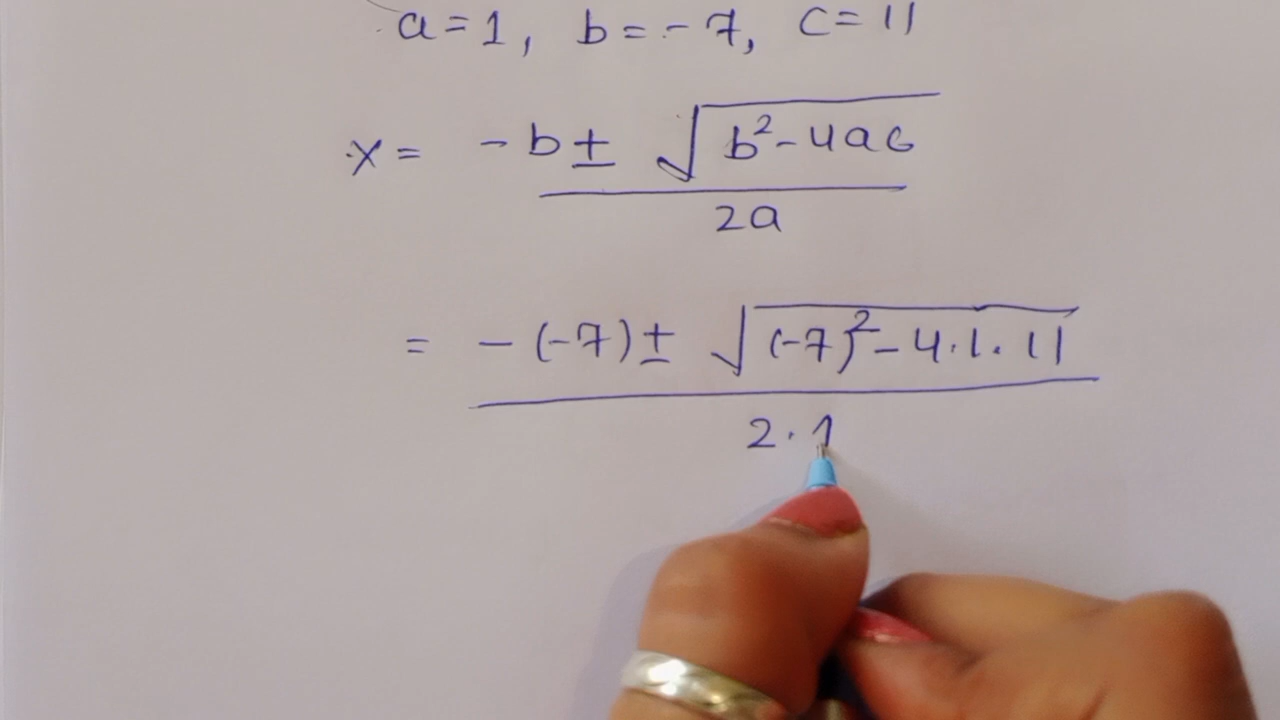 a = 1, b = - 7, c = 11
x = - b ± √b² - 4ac
2a
= - (-7) ± √(-7)² - 4.1.11
2.1